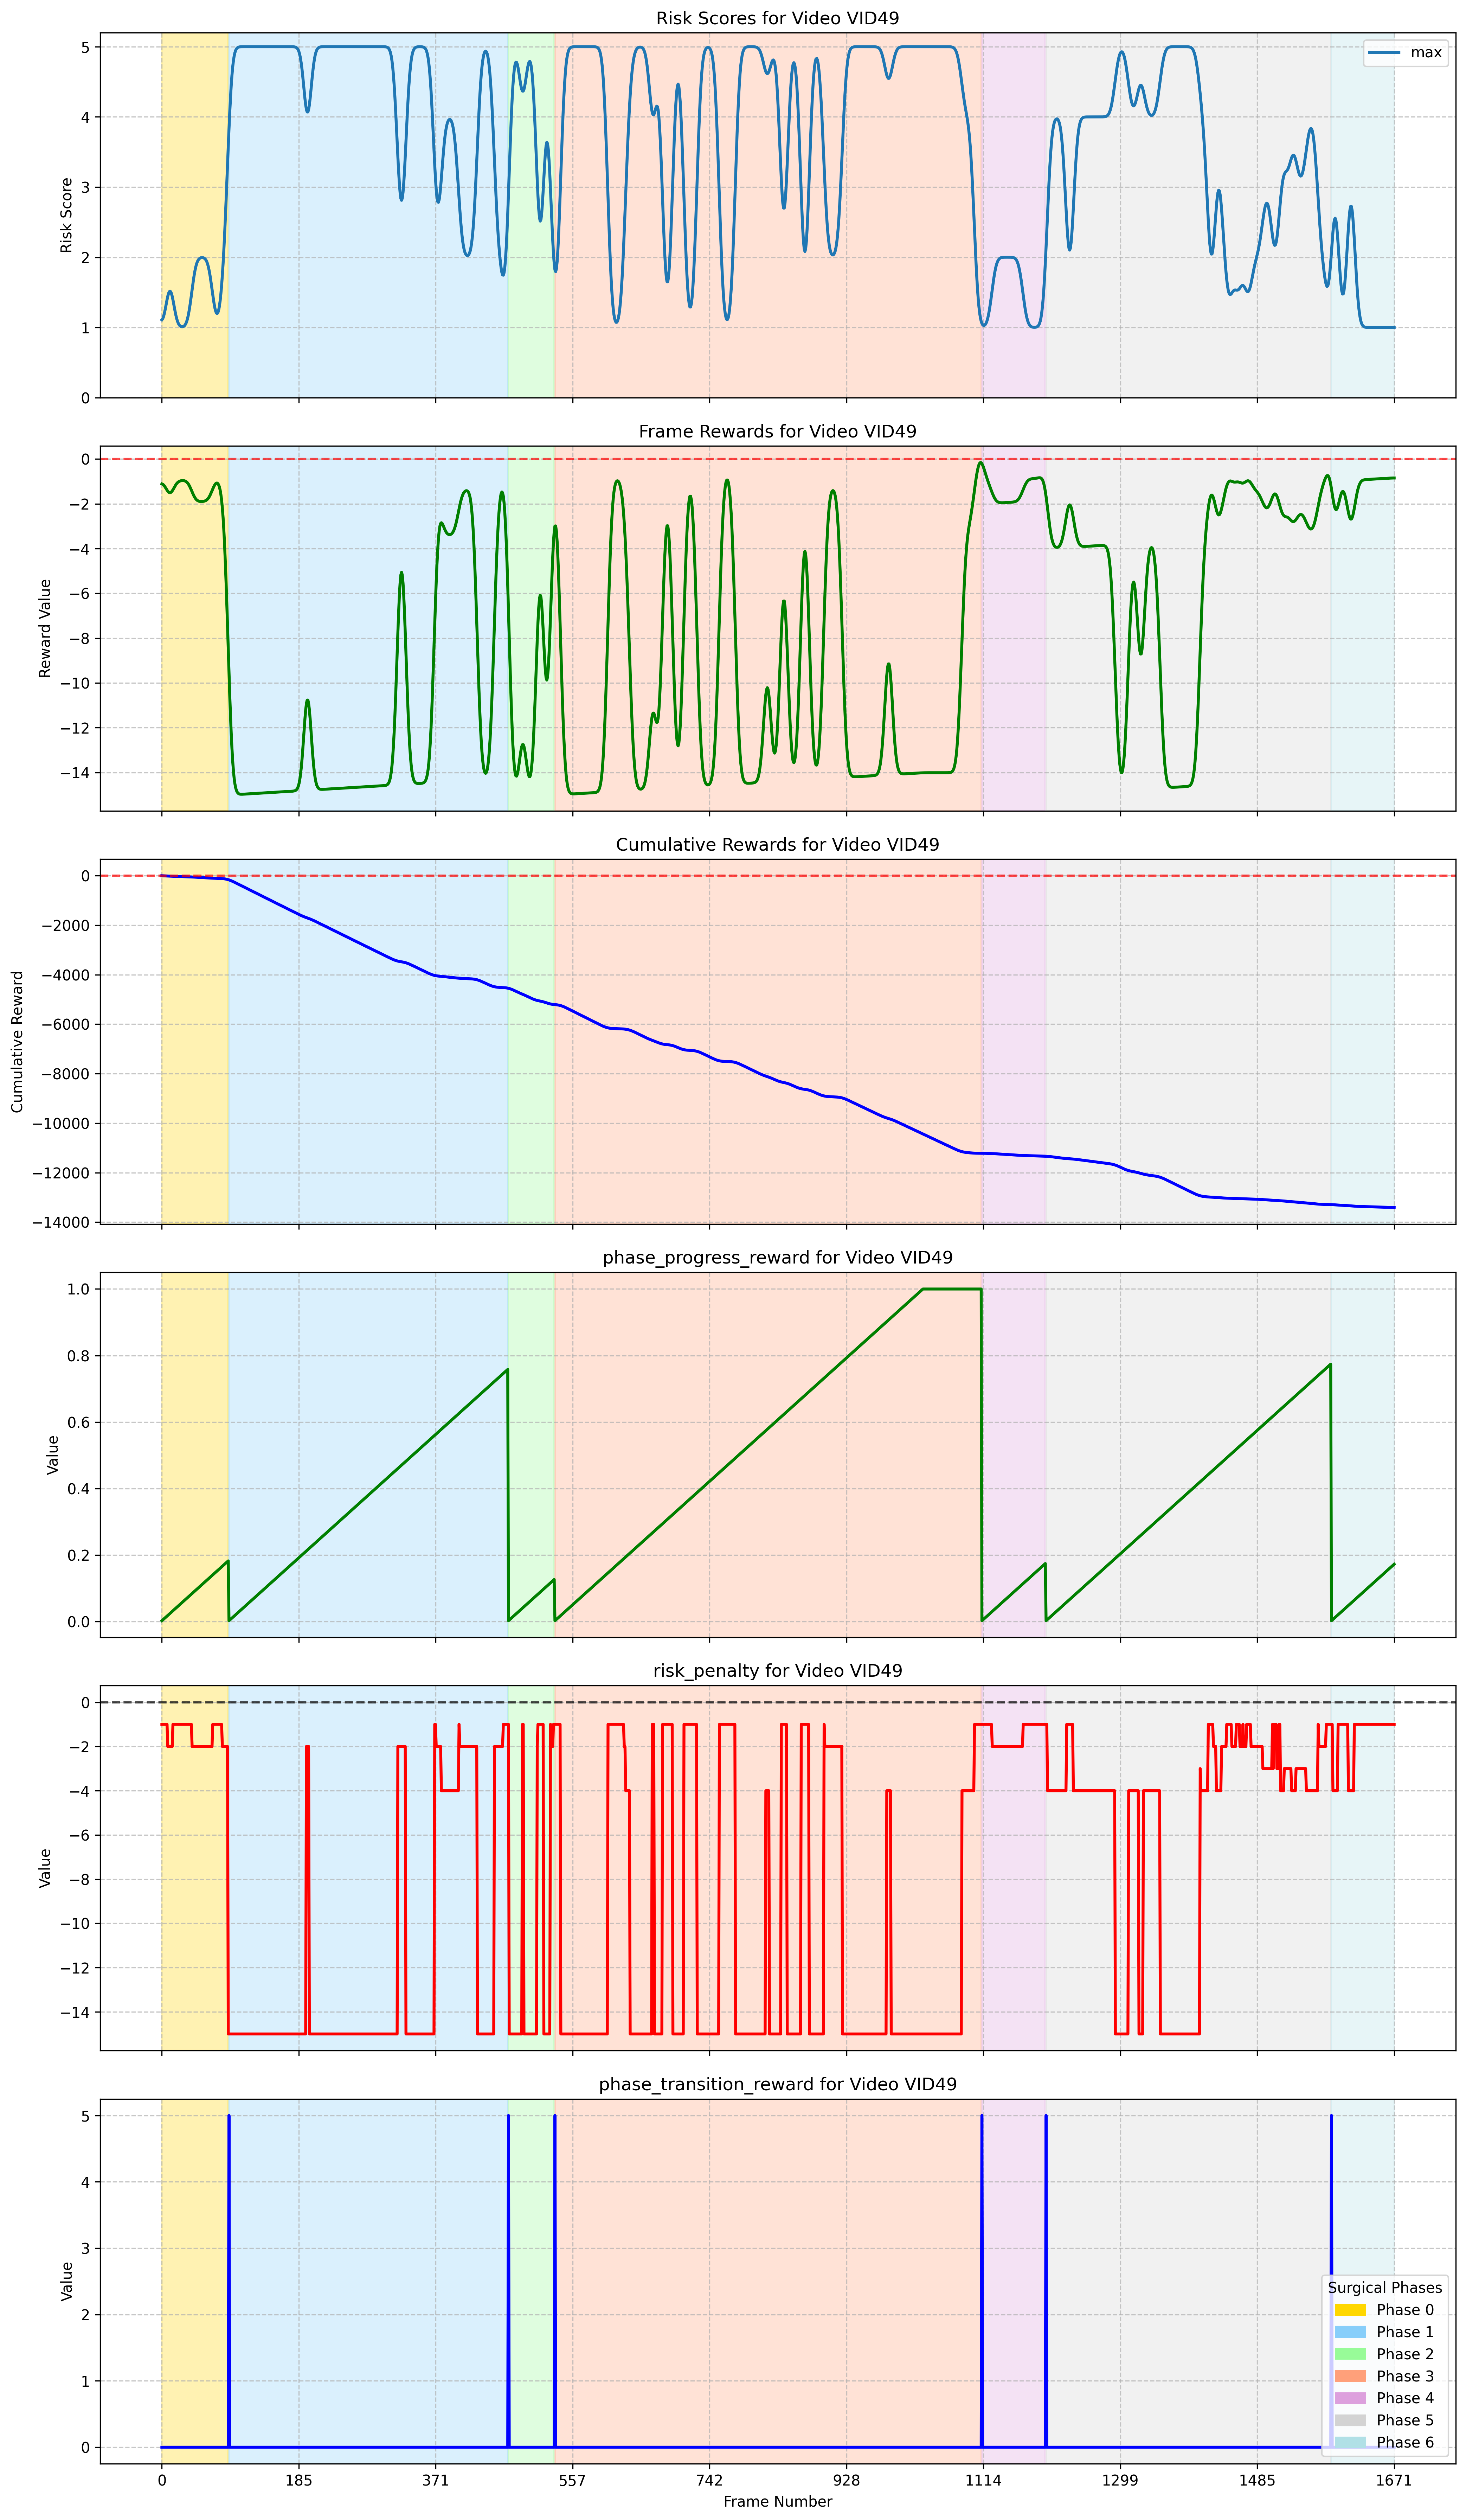 Risk Scores for Video VID49
max
5
4
3
2
1
0
Risk Score
Frame Rewards for Video VID49
0
−2
−4
−6
−8
−10
−12
−14
Reward Value
Cumulative Rewards for Video VID49
0
−2000
−4000
−6000
−8000
−10000
−12000
−14000
Cumulative Reward
phase_progress_reward for Video VID49
1.0
0.8
0.6
0.4
0.2
0.0
Value
risk_penalty for Video VID49
0
−2
−4
−6
−8
−10
−12
−14
Value
phase_transition_reward for Video VID49
5
4
3
2
1
0
Value
Surgical Phases
Phase 0
Phase 1
Phase 2
Phase 3
Phase 4
Phase 5
Phase 6
0 185 371 557 742 928 1114 1299 1485 1671
Frame Number